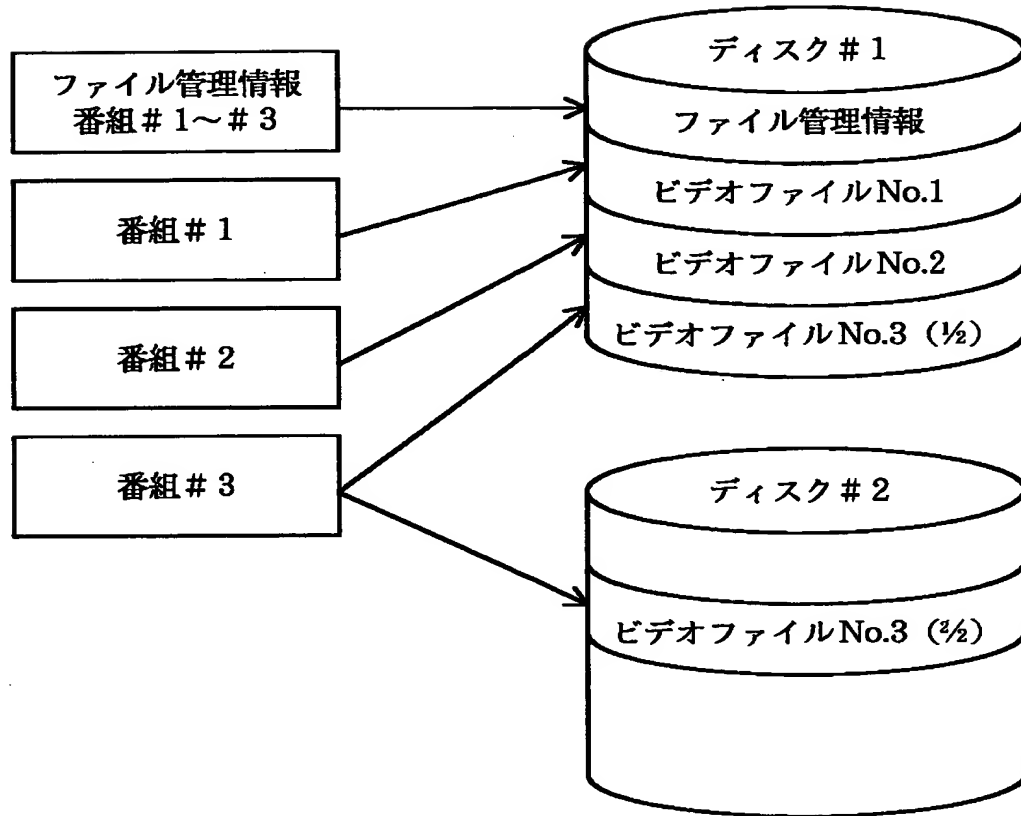 ファイル管理情報
番組＃1～＃3
番組＃1
番組＃2
番組＃3
ディスク＃1
ファイル管理情報
ビデオファイルNo.1
ビデオファイルNo.2
ビデオファイルNo.3（½）
ディスク＃2
ビデオファイルNo.3（2/2）